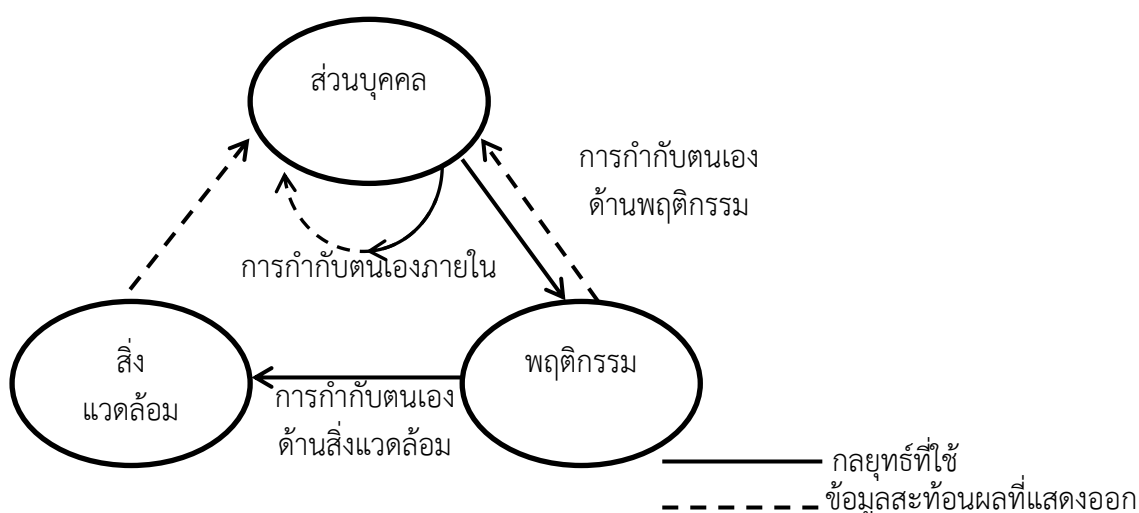 ส่วนบุคคล
การกำกับตนเอง
ด้านพฤติกรรม
การกำกับตนเองภายใน
สิ่ง
แวดล้อม
พฤติกรรม
การกำกับตนเอง
ด้านสิ่งแวดล้อม
กลยุทธ์ที่ใช้
ข้อมูลสะท้อนผลที่แสดงออก